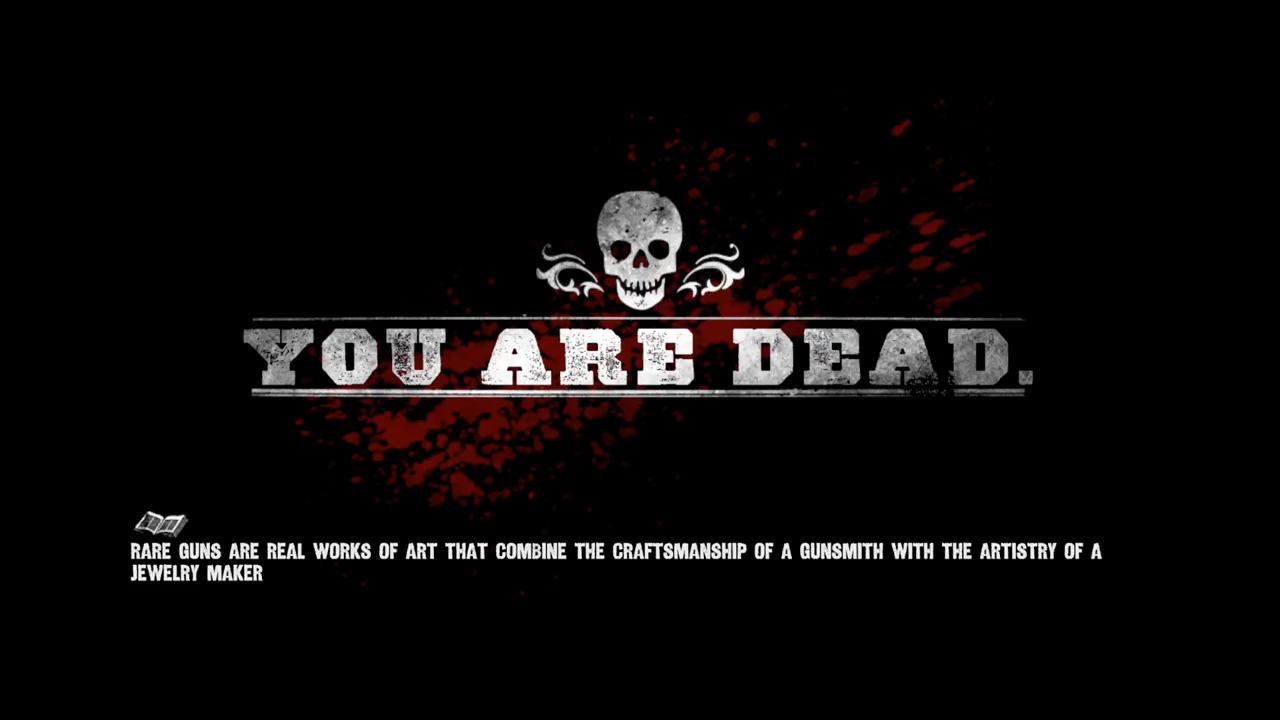 YOU ARE DEAD.
RARE GUNS ARE REAL WORKS OF ART THAT COMBINE THE CRAFTSMANSHIP OF A GUNSMITH WITH THE ARTISTRY OF A
JEWELRY MAKER